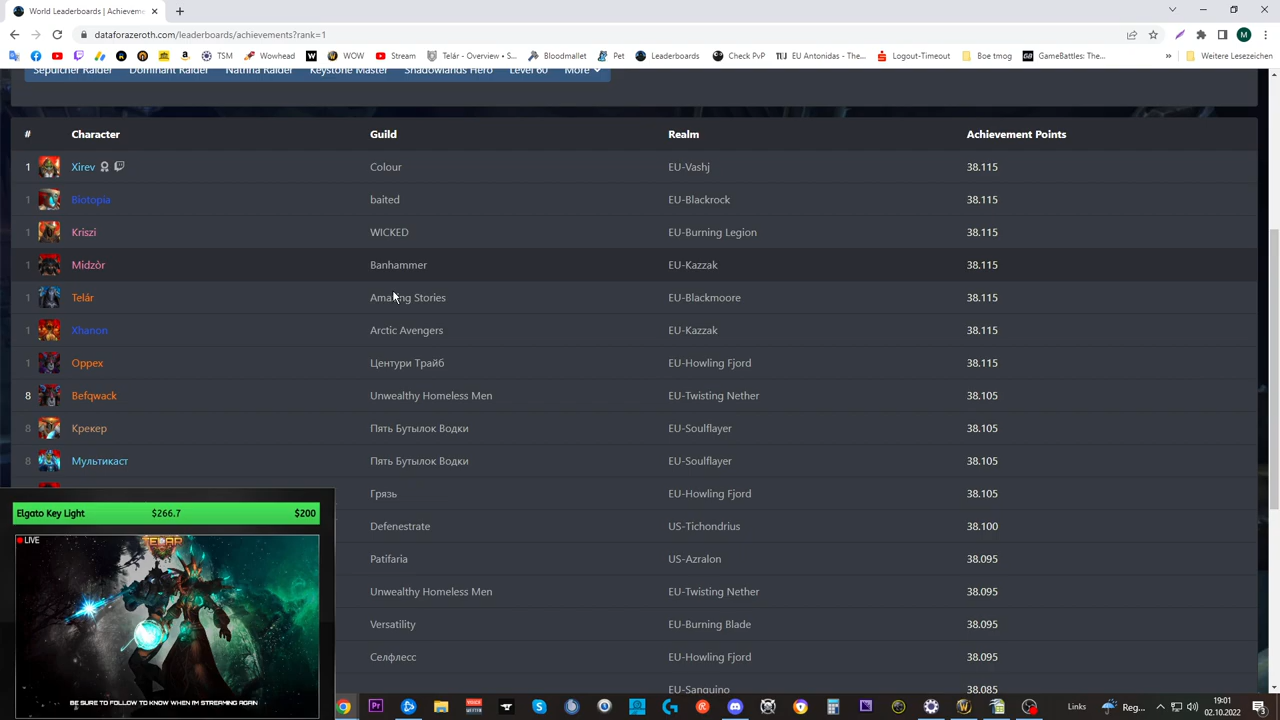 World Leaderboards | Achieveme
dataforazeroth.com/leaderboards/achievements?rank=1
TSM Wowhead WOW Stream Telár - Overview • S... Bloodmallet Pet Leaderboards Check PvP EU Antonidas - The... Logout-Timeout Boe tmog GameBattles: The... » Weitere Lesezeichen
Sepulcher Raider Dominant Raider Nathria Raider Keystone Master Shadowlands Hero Level 60 More
# Character Guild Realm Achievement Points
1 Xirev Colour EU-Vashj 38.115
1 Biotopia baited EU-Blackrock 38.115
1 Kriszi WICKED EU-Burning Legion 38.115
1 Banhammer EU-Kazzak 38.115
1 Telár Amazing Stories EU-Blackmoore 38.115
1 Xhanon Arctic Avengers EU-Kazzak 38.115
1 Oppex Центури Трайб EU-Howling Fjord 38.115
8 Befqwack Unwealthy Homeless Men EU-Twisting Nether 38.105
8 Крекер Пять Бутылок Водки EU-Soulflayer 38.105
8 Мультикаст Пять Бутылок Водки EU-Soulflayer 38.105
Грязь EU-Howling Fjord 38.105
Defenestrate US-Tichondrius 38.100
Patifaria US-Azralon 38.095
Unwealthy Homeless Men EU-Twisting Nether 38.095
Versatility EU-Burning Blade 38.095
Селфлесс EU-Howling Fjord 38.095
EU-Sanguino 38.085
Elgato Key Light $266.7 $200
LIVE
TELAR
BE SURE TO FOLLOW TO KNOW WHEN I'M STREAMING AGAIN
Links Reg... 19:01
02.10.2022